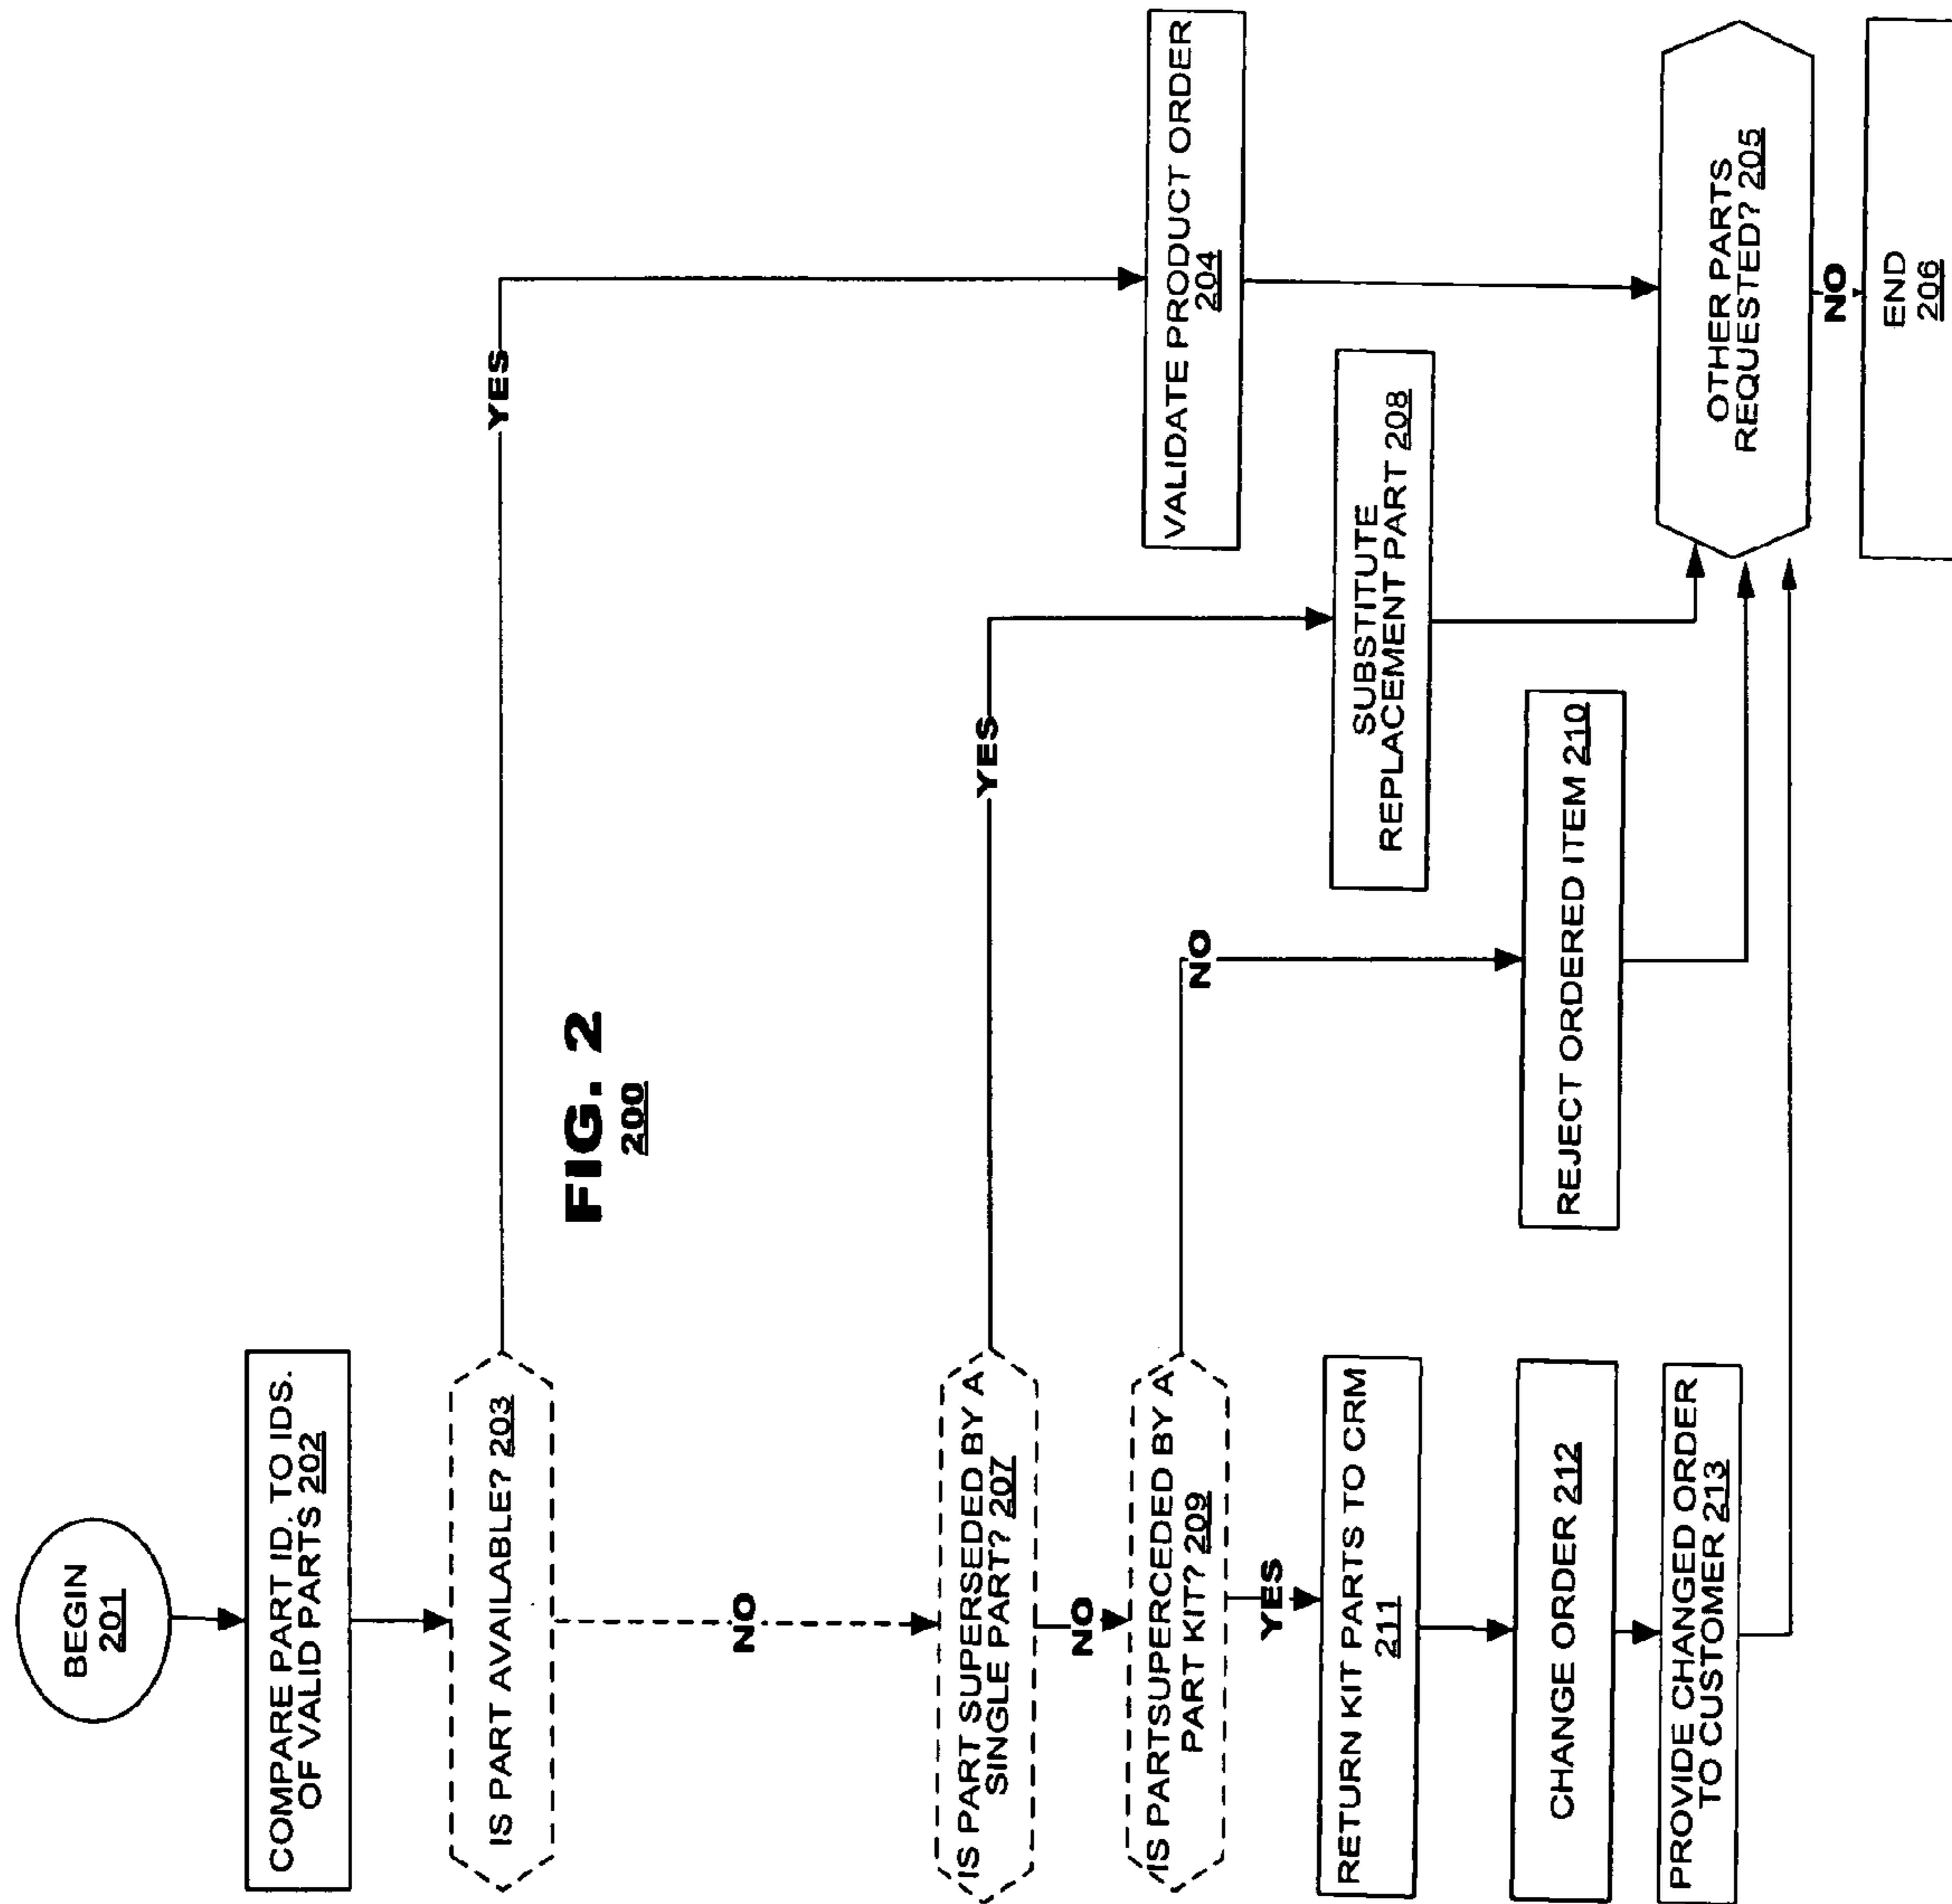 BEGIN
201
COMPARE PART ID. TO IDS.
OF VALID PARTS 202
IS PART AVAILABLE? 203
YES
NO
FIG. 2
200
IS PART SUPERSEDED BY A
SINGLE PART? 207
YES
NO
IS PARTSUPERCEDED BY A
PART KIT? 209
NO
YES
VALIDATE PRODUCT ORDER
204
SUBSTITUTE
REPLACEMENT PART 208
REJECT ORDERED ITEM 210
RETURN KIT PARTS TO CRM
211
CHANGE ORDER 212
PROVIDE CHANGED ORDER
TO CUSTOMER 213
OTHER PARTS
REQUESTED? 205
NO
END
206